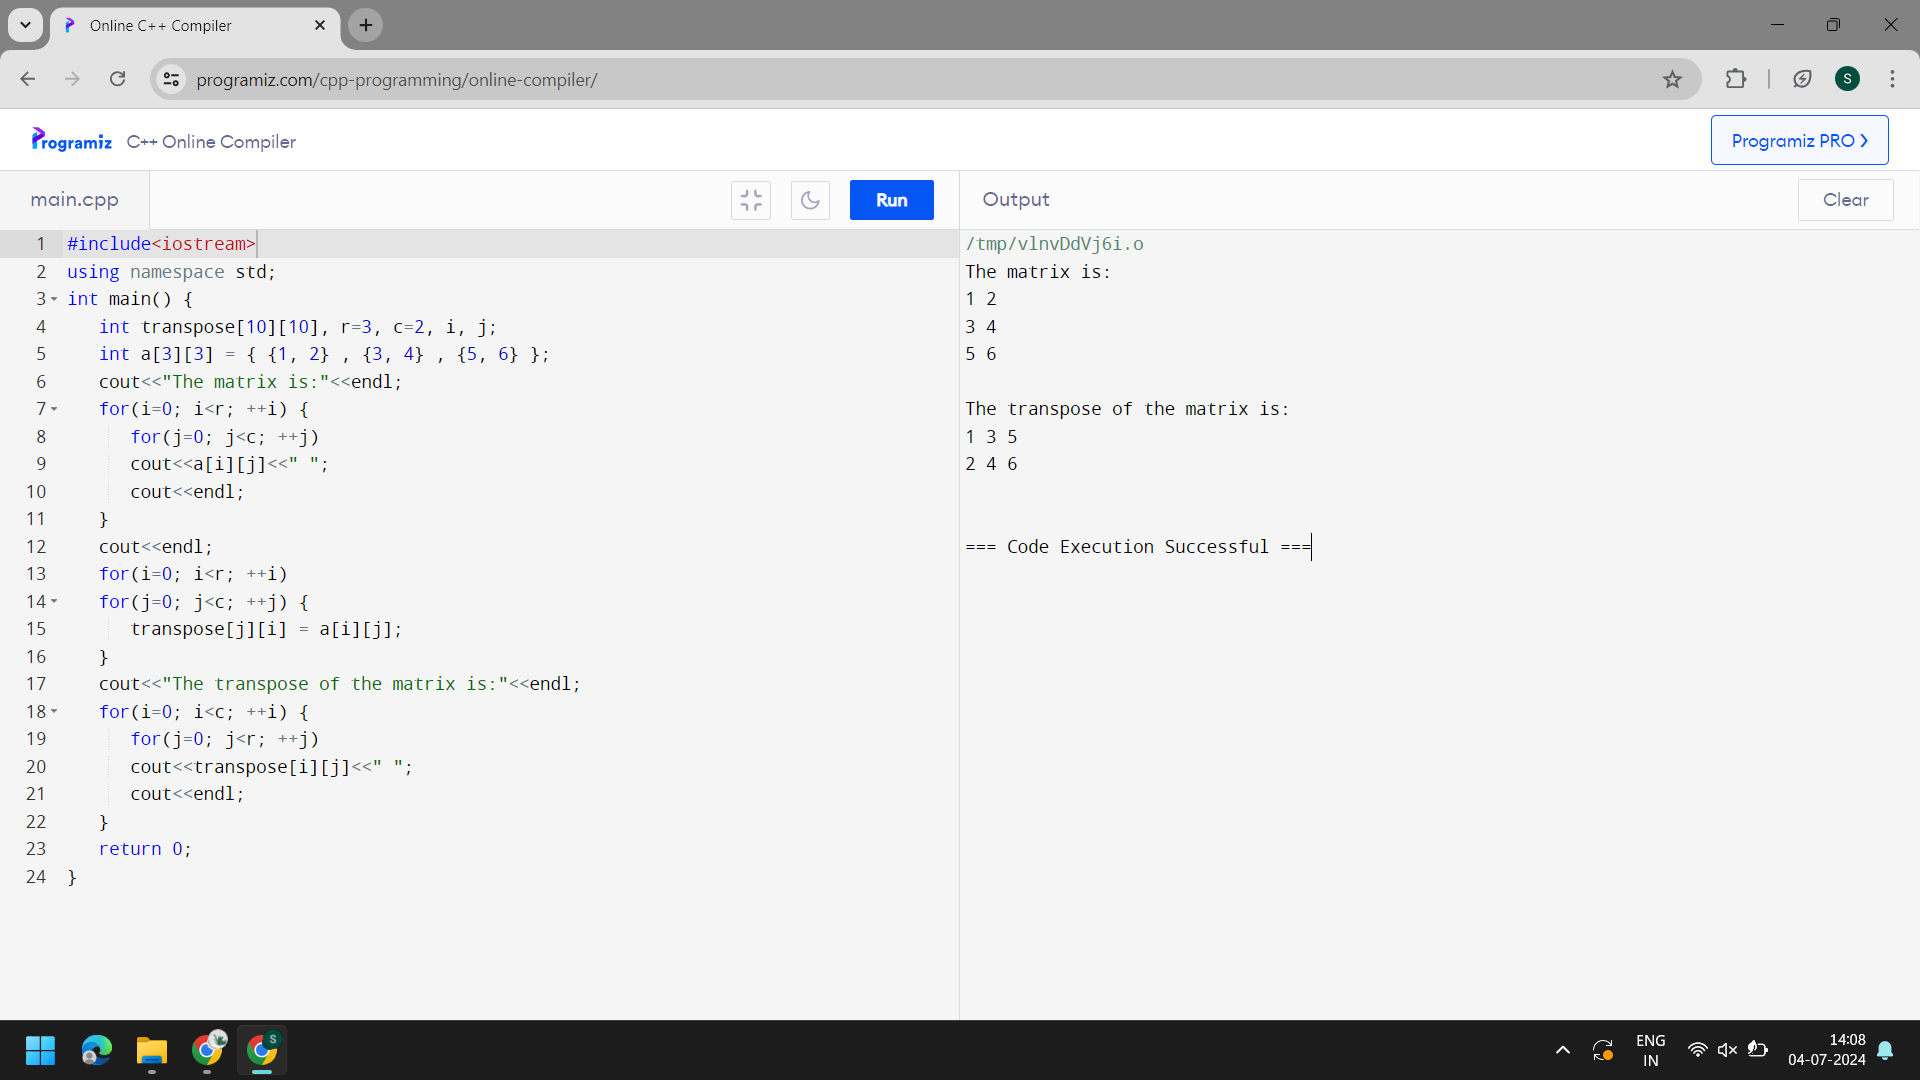 Online C++ Compiler
programiz.com/cpp-programming/online-compiler/
S
Programiz C++ Online Compiler
Programiz PRO
main.cpp
Run
Output
Clear
1 #include<iostream>
2 using namespace std;
3 int main() {
4    int transpose[10][10], r=3, c=2, i, j;
5    int a[3][3] = { {1, 2} , {3, 4} , {5, 6} };
6    cout<<"The matrix is:"<<endl;
7    for(i=0; i<r; ++i) {
8       for(j=0; j<c; ++j)
9       cout<<a[i][j]<<" ";
10       cout<<endl;
11    }
12    cout<<endl;
13    for(i=0; i<r; ++i)
14    for(j=0; j<c; ++j) {
15       transpose[j][i] = a[i][j];
16    }
17    cout<<"The transpose of the matrix is:"<<endl;
18    for(i=0; i<c; ++i) {
19       for(j=0; j<r; ++j)
20       cout<<transpose[i][j]<<" ";
21       cout<<endl;
22    }
23    return 0;
24 }
/tmp/vlnvDdVj6i.o
The matrix is:
1 2
3 4
5 6
The transpose of the matrix is:
1 3 5
2 4 6
=== Code Execution Successful ===
S
ENG
IN
14:08
04-07-2024